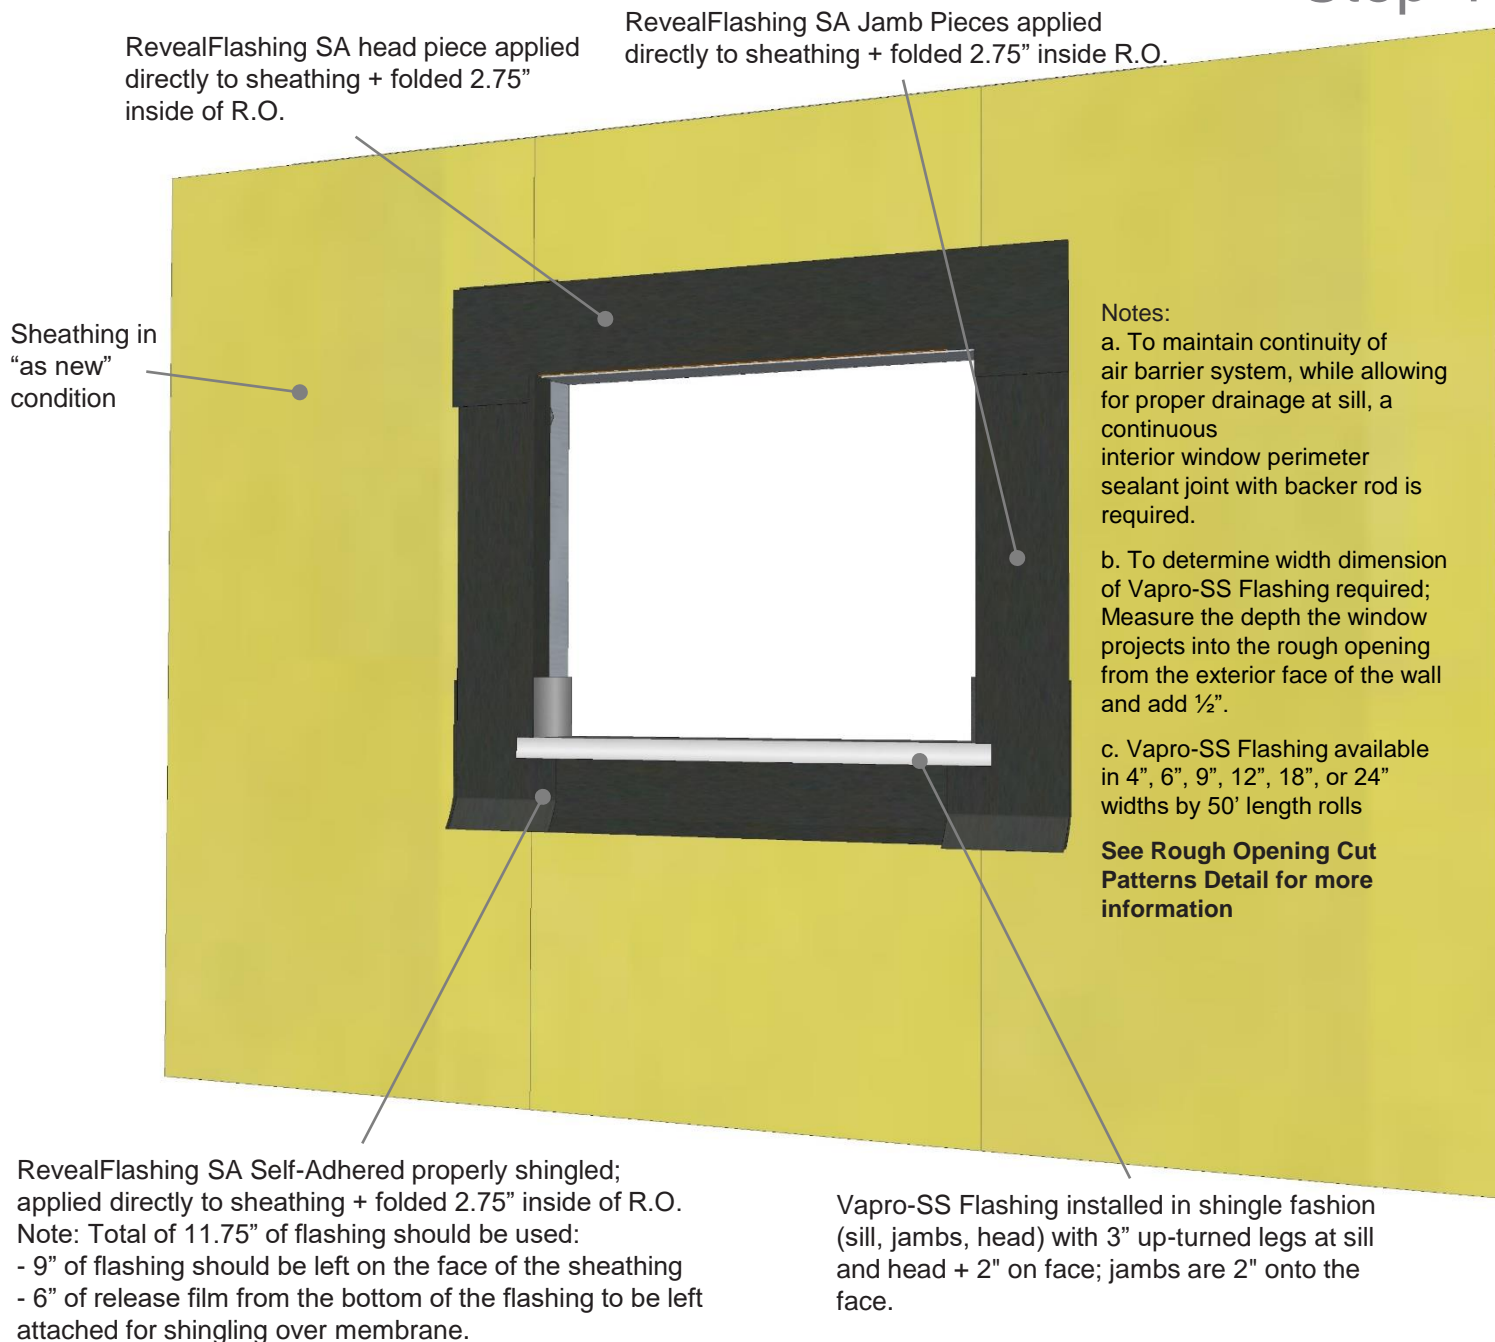 RevealFlashing SA head piece applied
directly to sheathing + folded 2.75”
inside of R.O.
RevealFlashing SA Jamb Pieces applied
directly to sheathing + folded 2.75” inside R.O.
Sheathing in
“as new”
condition
Notes:
a. To maintain continuity of
air barrier system, while allowing
for proper drainage at sill, a
continuous
interior window perimeter
sealant joint with backer rod is
required.
b. To determine width dimension
of Vapro-SS Flashing required;
Measure the depth the window
projects into the rough opening
from the exterior face of the wall
and add ½”.
c. Vapro-SS Flashing available
in 4”, 6”, 9”, 12”, 18”, or 24”
widths by 50’ length rolls
See Rough Opening Cut
Patterns Detail for more
information
RevealFlashing SA Self-Adhered properly shingled;
applied directly to sheathing + folded 2.75” inside of R.O.
Note: Total of 11.75” of flashing should be used:
- 9” of flashing should be left on the face of the sheathing
- 6” of release film from the bottom of the flashing to be left
attached for shingling over membrane.
Vapro-SS Flashing installed in shingle fashion
(sill, jambs, head) with 3” up-turned legs at sill
and head + 2" on face; jambs are 2" onto the
face.